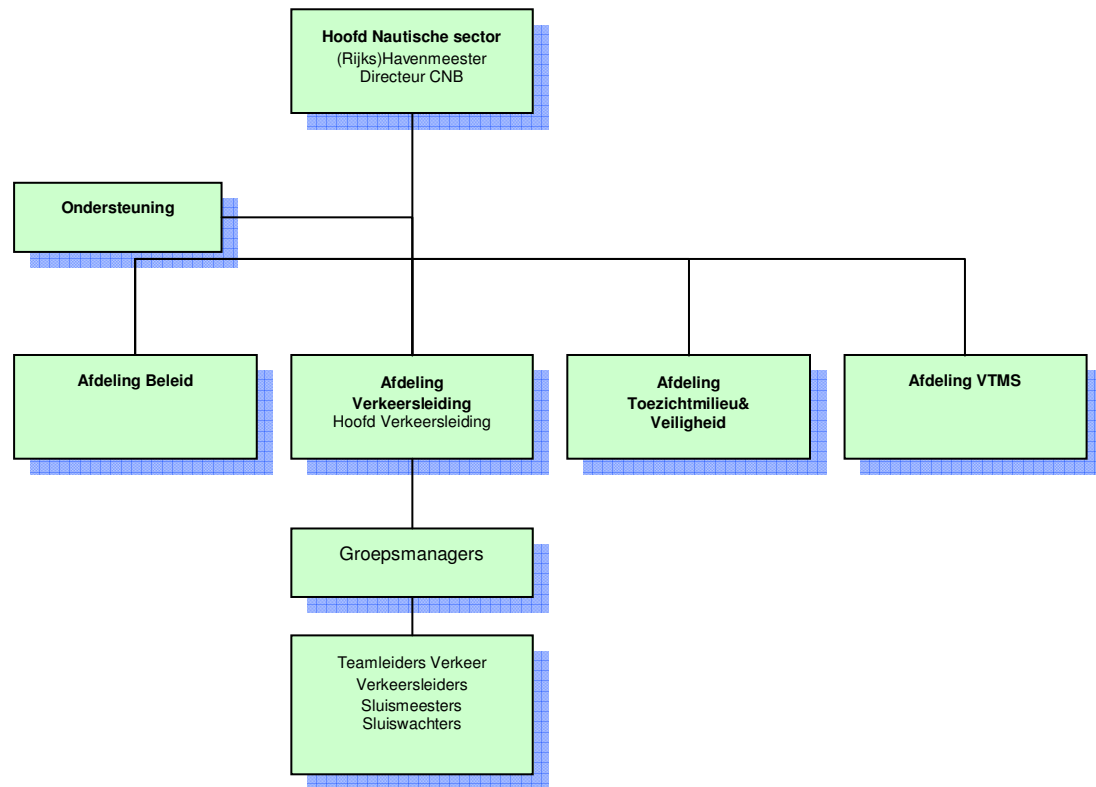 Hoofd Nautische sector
(Rijks)Havenmeester
Directeur CNB
Ondersteuning
Afdeling Beleid
Afdeling
Verkeersleiding
Hoofd Verkeersleiding
Afdeling
Toezichtmilieu&
Veiligheid
Afdeling VTMS
Groepsmanagers
Teamleiders Verkeer
Verkeersleiders
Sluismeesters
Sluiswachters